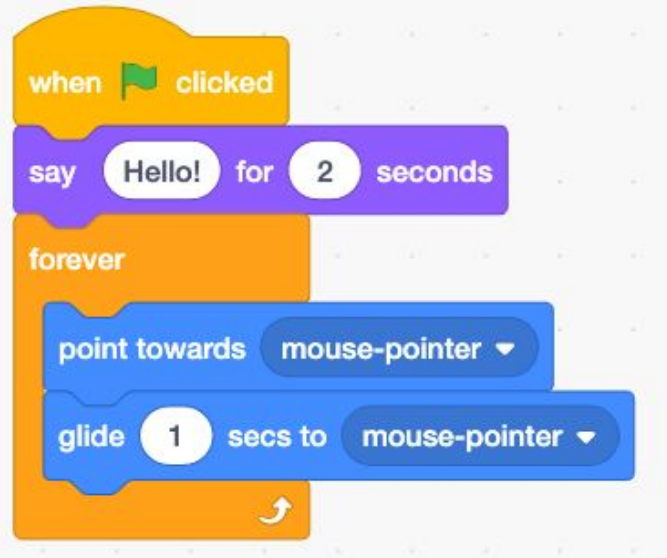 when clicked
say Hello! for 2 seconds
forever
point towards mouse-pointer
glide 1 secs to mouse-pointer